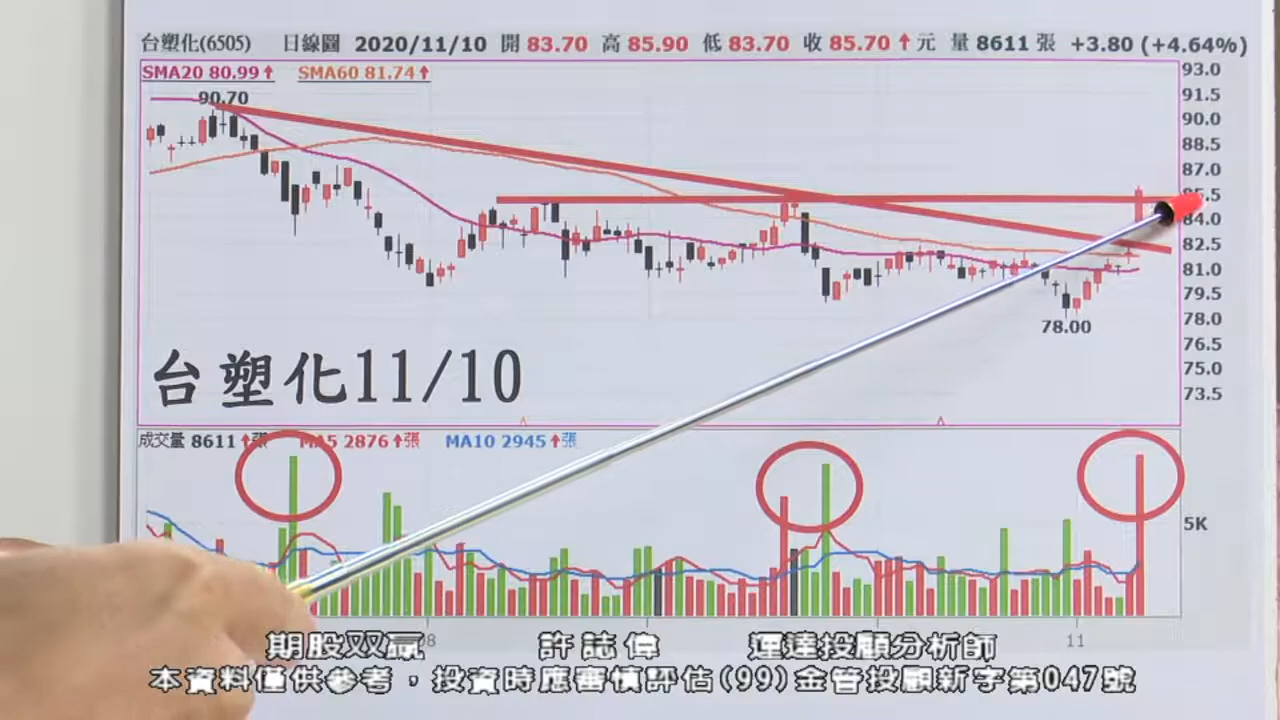 台塑化(6505) 日線圖 2020/11/10 開 83.70 高 85.90 低 83.70 收 85.70↑元 量 8611 張 +3.80 (+4.64%)
SMA20 80.99↑ SMA60 81.74↑
90.70
93.0
91.5
90.0
88.5
87.0
84.0
82.5
81.0
79.5
78.0
76.5
75.0
73.5
78.00
台塑化11/10
成交量 8611↑張 MA5 2876↑張 MA10 2945↑張
5K
11
期股双贏 許誌偉 運達投顧分析師
本資料僅供參考，投資時應審慎評估(99)金管投顧新字第047號